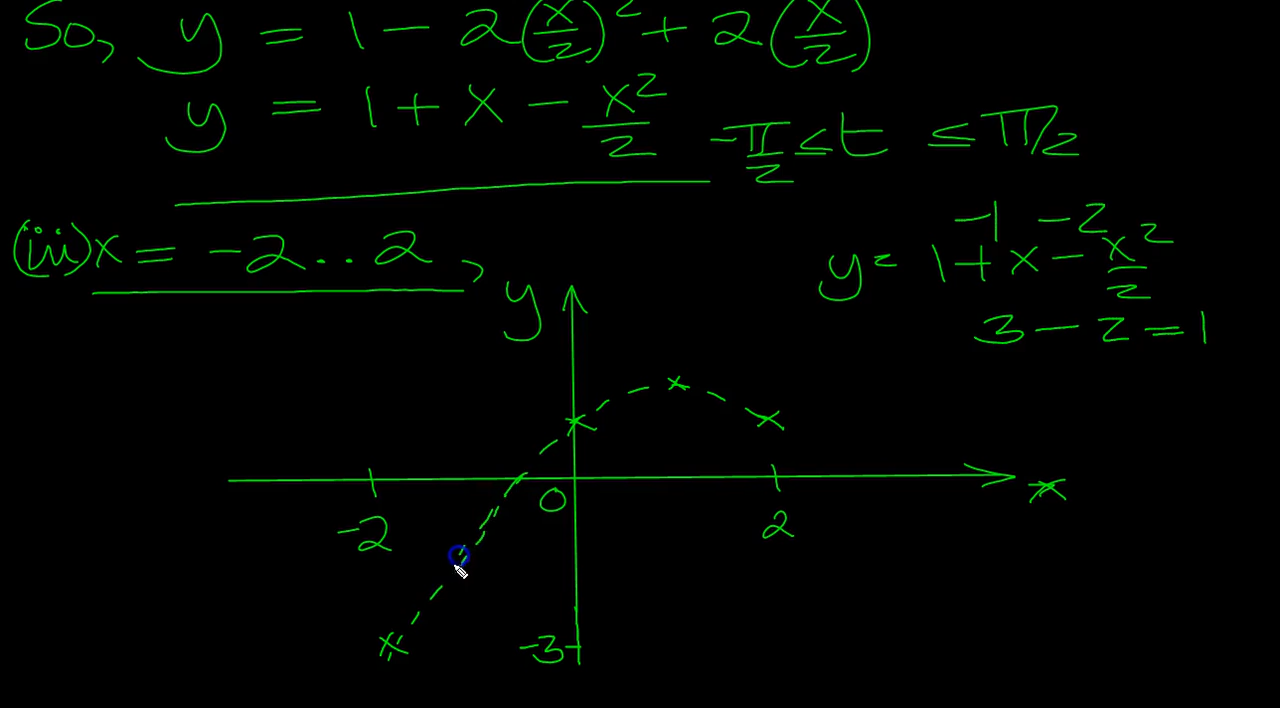 So, y = 1 - 2(x/2)² + 2(x/2)
y = 1 + x - x²/2
-π/2 ≤ t ≤ π/2
(iii) x = -2..2,
-1 -2
y = 1 + x - x²/2
3 - 2 = 1
y
0
x
-2
2
-3